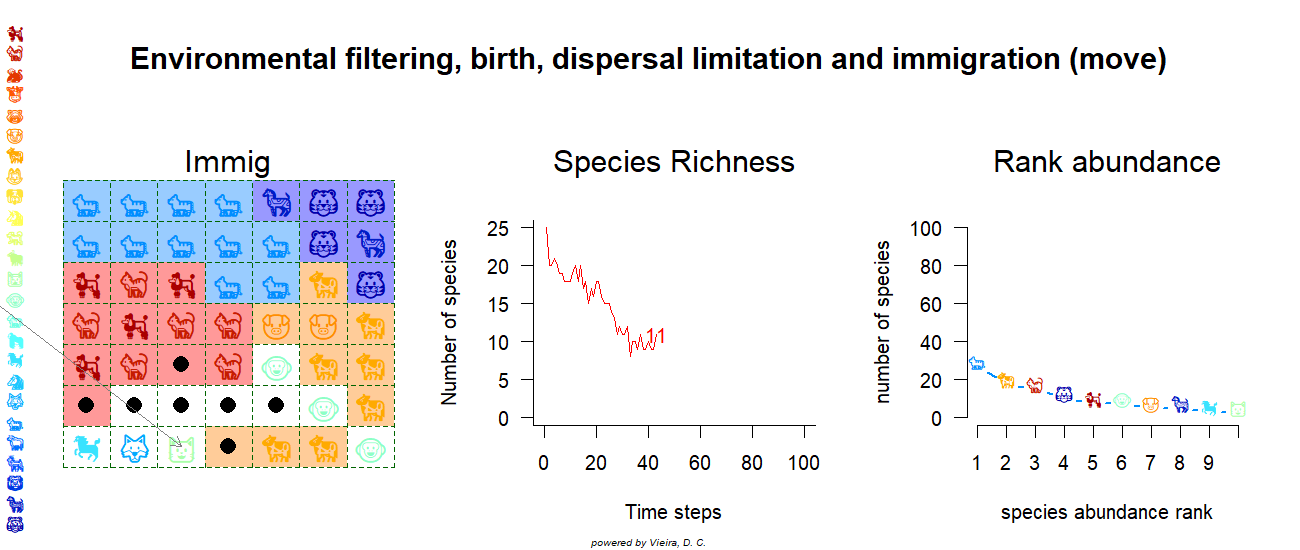 Environmental filtering, birth, dispersal limitation and immigration (move)
Immig
Species Richness
Rank abundance
Number of species
25
20
15
10
5
0
11
0 20 40 60 80 100
Time steps
number of species
100
80
60
40
20
0
1 2 3 4 5 6 7 8 9
species abundance rank
powered by Vieira, D. C.